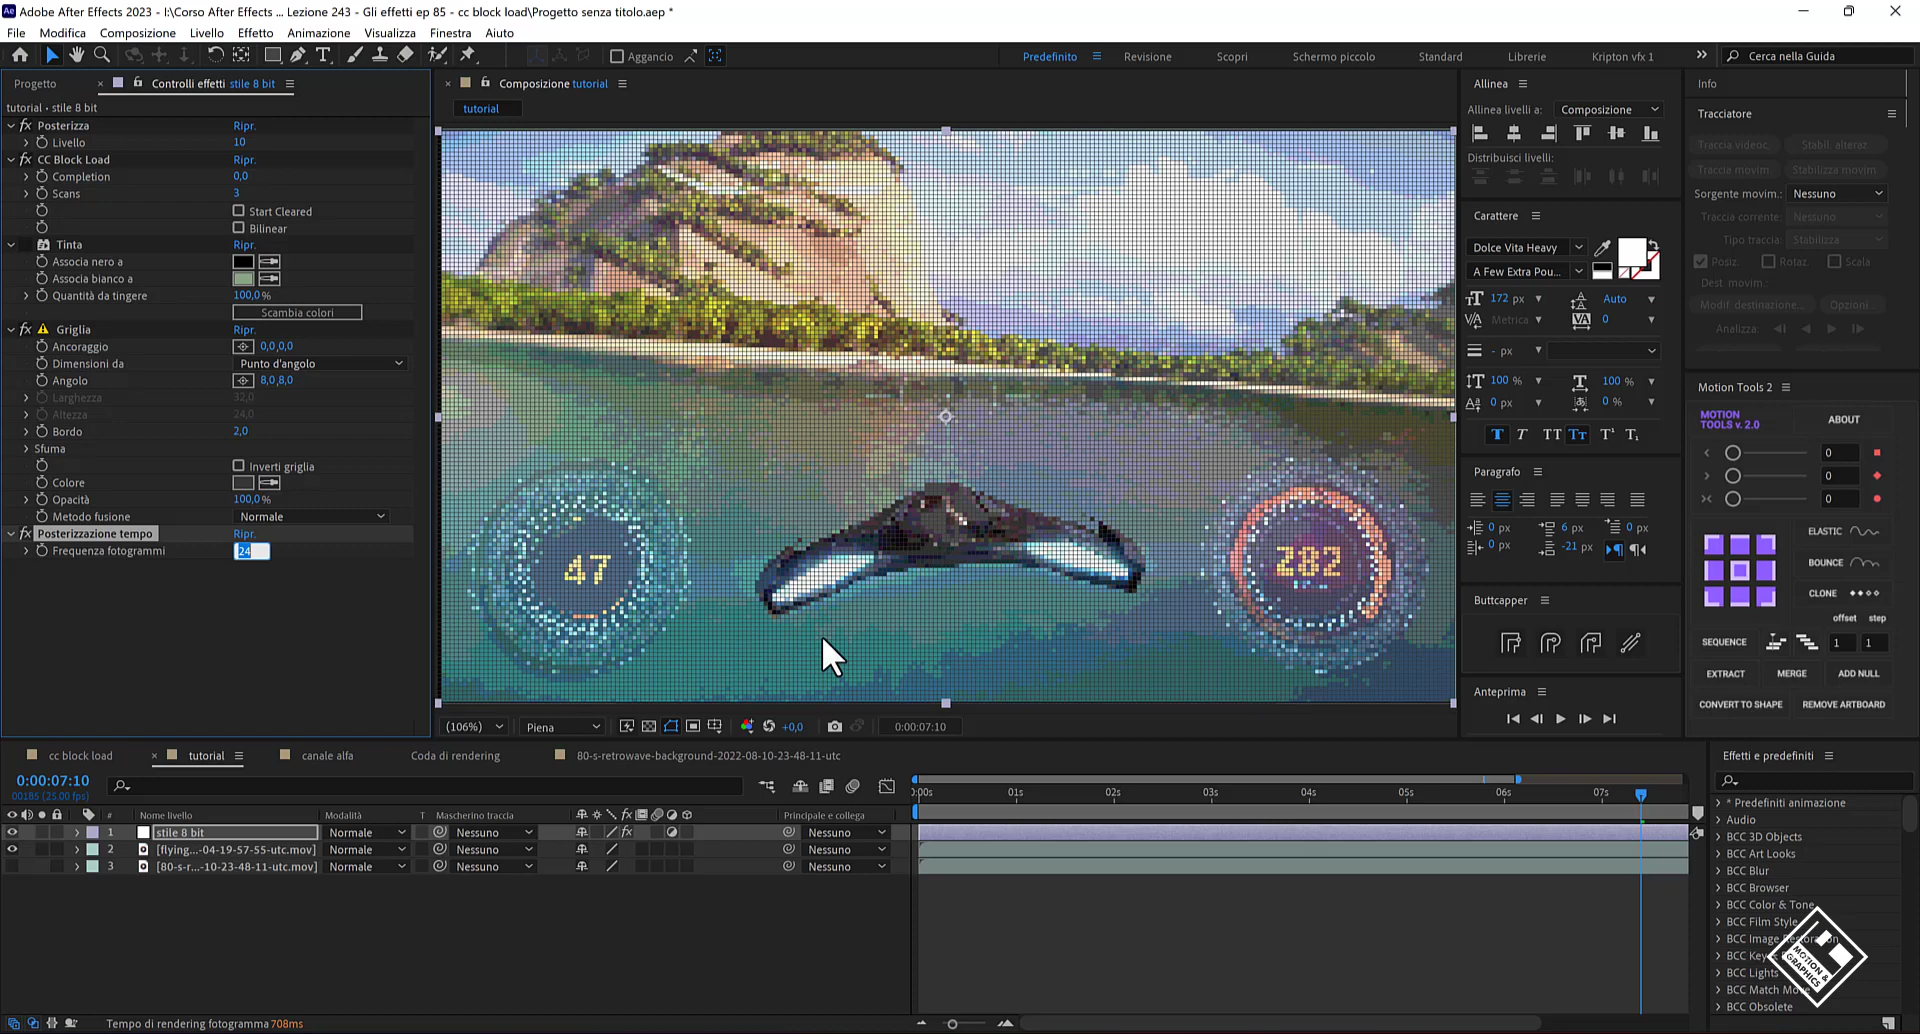 Adobe After Effects 2023 - I:\Corso After Effects ... Lezione 243 - Gli effetti ep 85 - cc block load\Progetto senza titolo.aep *
File Modifica Composizione Livello Effetto Animazione Visualizza Finestra Aiuto
Aggancio Predefinito Revisione Scopri Schermo piccolo Standard Librerie Kripton vfx 1 Cerca nella Guida
Progetto Controlli effetti stile 8 bit
tutorial • stile 8 bit
Posterizza Ripr.
Livello 10
CC Block Load Ripr.
Completion 0,0
Scans 3
Start Cleared
Bilinear
Tinta Ripr.
Associa nero a
Associa bianco a
Quantità da tingere 100,0%
Scambia colori
Griglia Ripr.
Ancoraggio 0,0,0,0
Dimensioni da Punto d'angolo
Angolo 8,0,8,0
Larghezza 32,0
Altezza 24,0
Bordo 2,0
Sfuma
Inverti griglia
Colore
Opacità 100,0%
Metodo fusione Normale
Posterizzazione tempo Ripr.
Frequenza fotogrammi 24
Composizione tutorial
tutorial
47
282
(106%) Piena +0,0 0:00:07:10
Allinea
Allinea livelli a: Composizione
Distribuisci livelli:
Carattere
Dolce Vita Heavy
A Few Extra Pou...
172 px Auto
Metrica 0
- px
100 % 100 %
0 px 0 %
Paragrafo
0 px 6 px 0 px
0 px -21 px
Buttcapper
Anteprima
Info
Tracciatore
Traccia videoc. Stabil. alteraz.
Traccia movim. Stabilizza movim.
Sorgente movim.: Nessuno
Traccia corrente: Nessuno
Tipo traccia: Stabilizza
Posiz. Rotaz. Scala
Dest. movim.:
Modif. destinazione... Opzioni...
Analizza:
Motion Tools 2
MOTION
TOOLS v. 2.0
ABOUT
0
0
0
ELASTIC
BOUNCE
CLONE
offset step
SEQUENCE 1 1
EXTRACT MERGE ADD NULL
CONVERT TO SHAPE REMOVE ARTBOARD
cc block load tutorial canale alfa Coda di rendering 80-s-retrowave-background-2022-08-10-23-48-11-utc
0:00:07:10
00185 (25.00 fps)
# Nome livello Modalità T Mascherino traccia Principale e collega
1 stile 8 bit Normale Nessuno Nessuno
2 [flying...-04-19-57-55-utc.mov] Normale Nessuno Nessuno
3 [80-s-r...-10-23-48-11-utc.mov] Normale Nessuno Nessuno
):00s 01s 02s 03s 04s 05s 06s 07s
Effetti e predefiniti
* Predefiniti animazione
Audio
BCC 3D Objects
BCC Art Looks
BCC Blur
BCC Browser
BCC Color & Tone
BCC Film Style
BCC Image Restoration
BCC Key
BCC Lights
BCC Match Move
BCC Obsolete
MOTION &
GRAPHICS
Tempo di rendering fotogramma 708ms